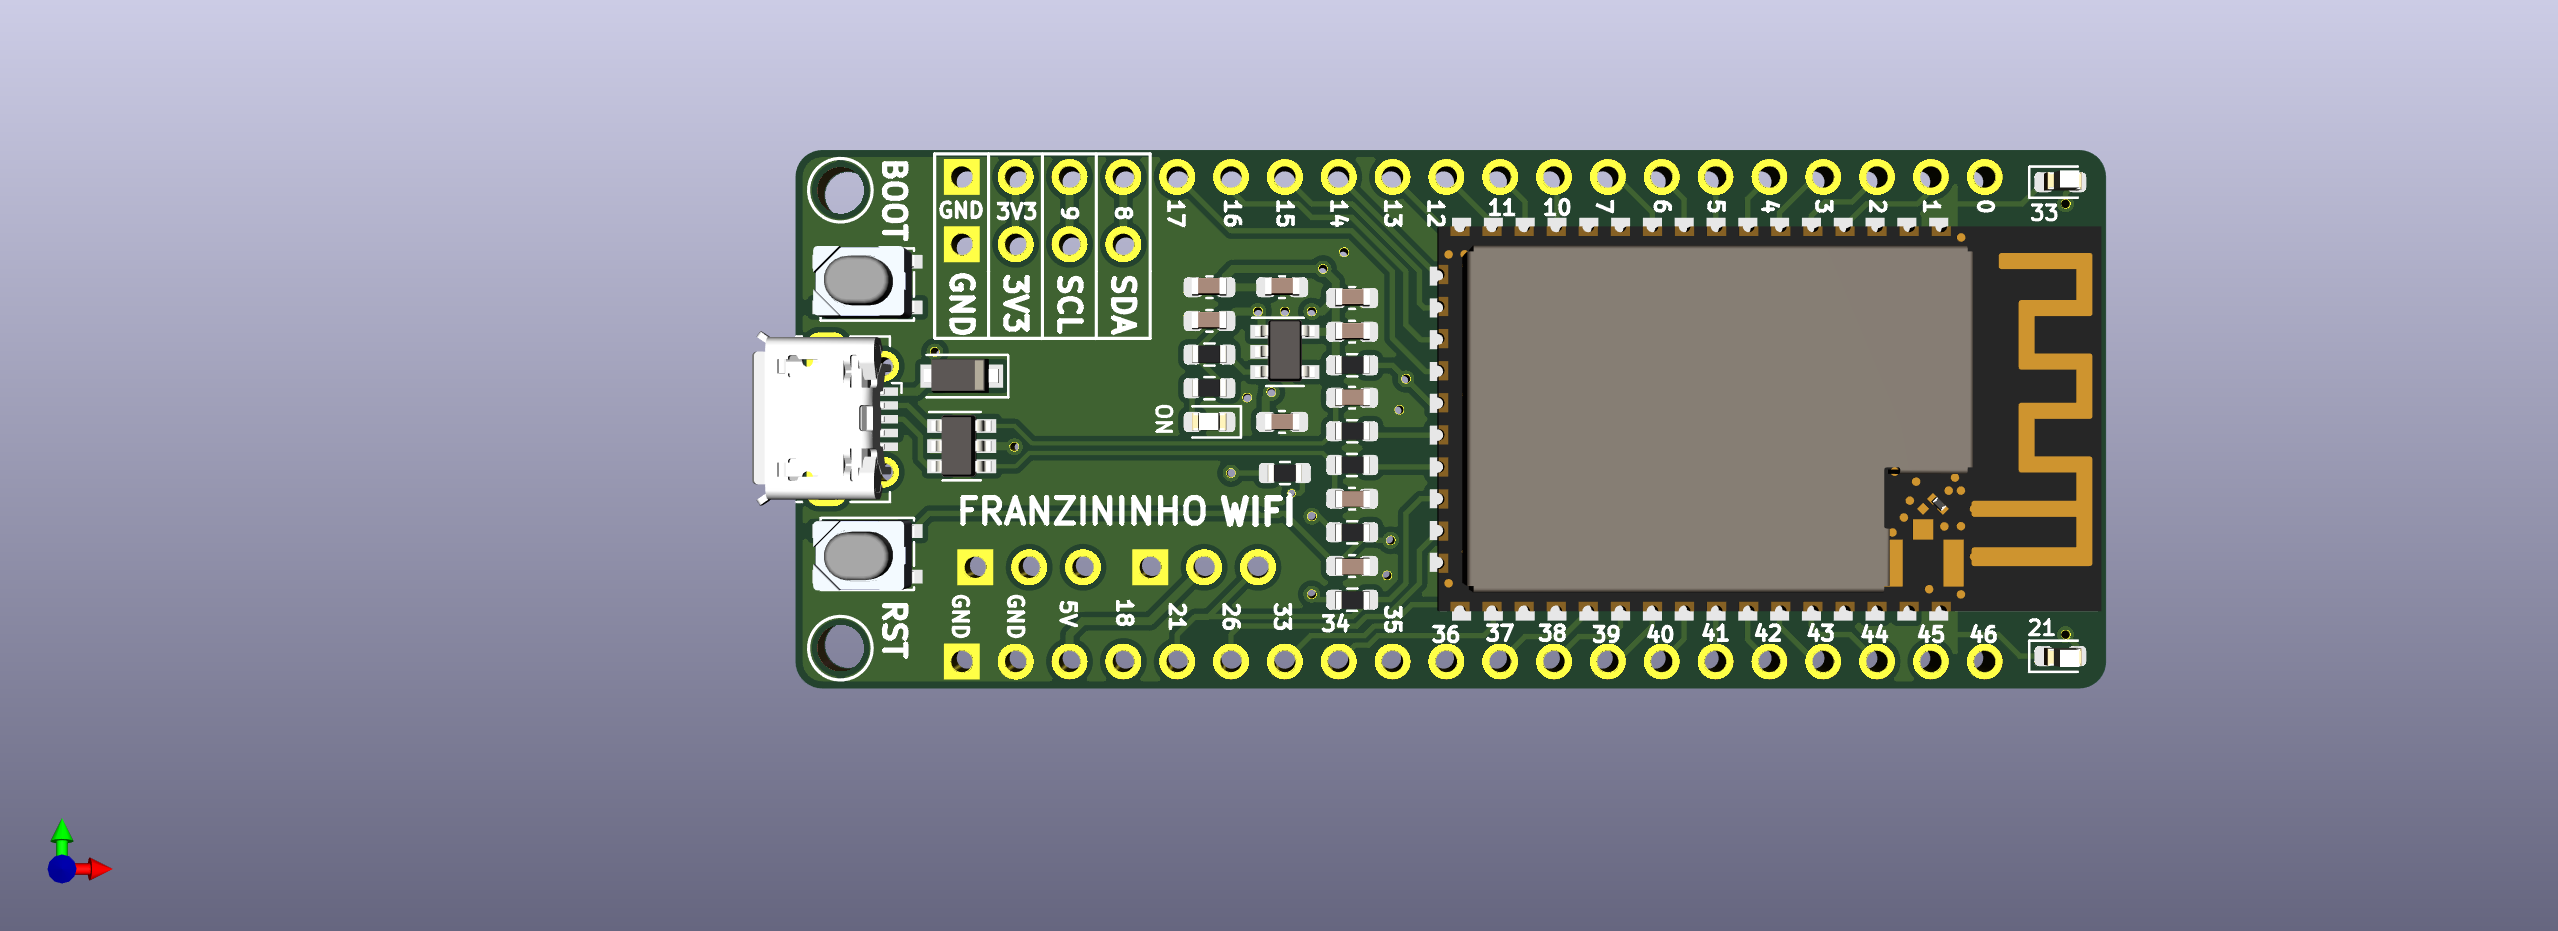 BOOT
GND 3V3 9 8 17 16 15 14 13 12 11 10 7 6 5 4 3 2 1 0 33
GND 3V3 SCL SDA
ON
FRANZININHO WIFI
RST
GND GND 5V 18 21 26 33 34 35 36 37 38 39 40 41 42 43 44 45 46 21